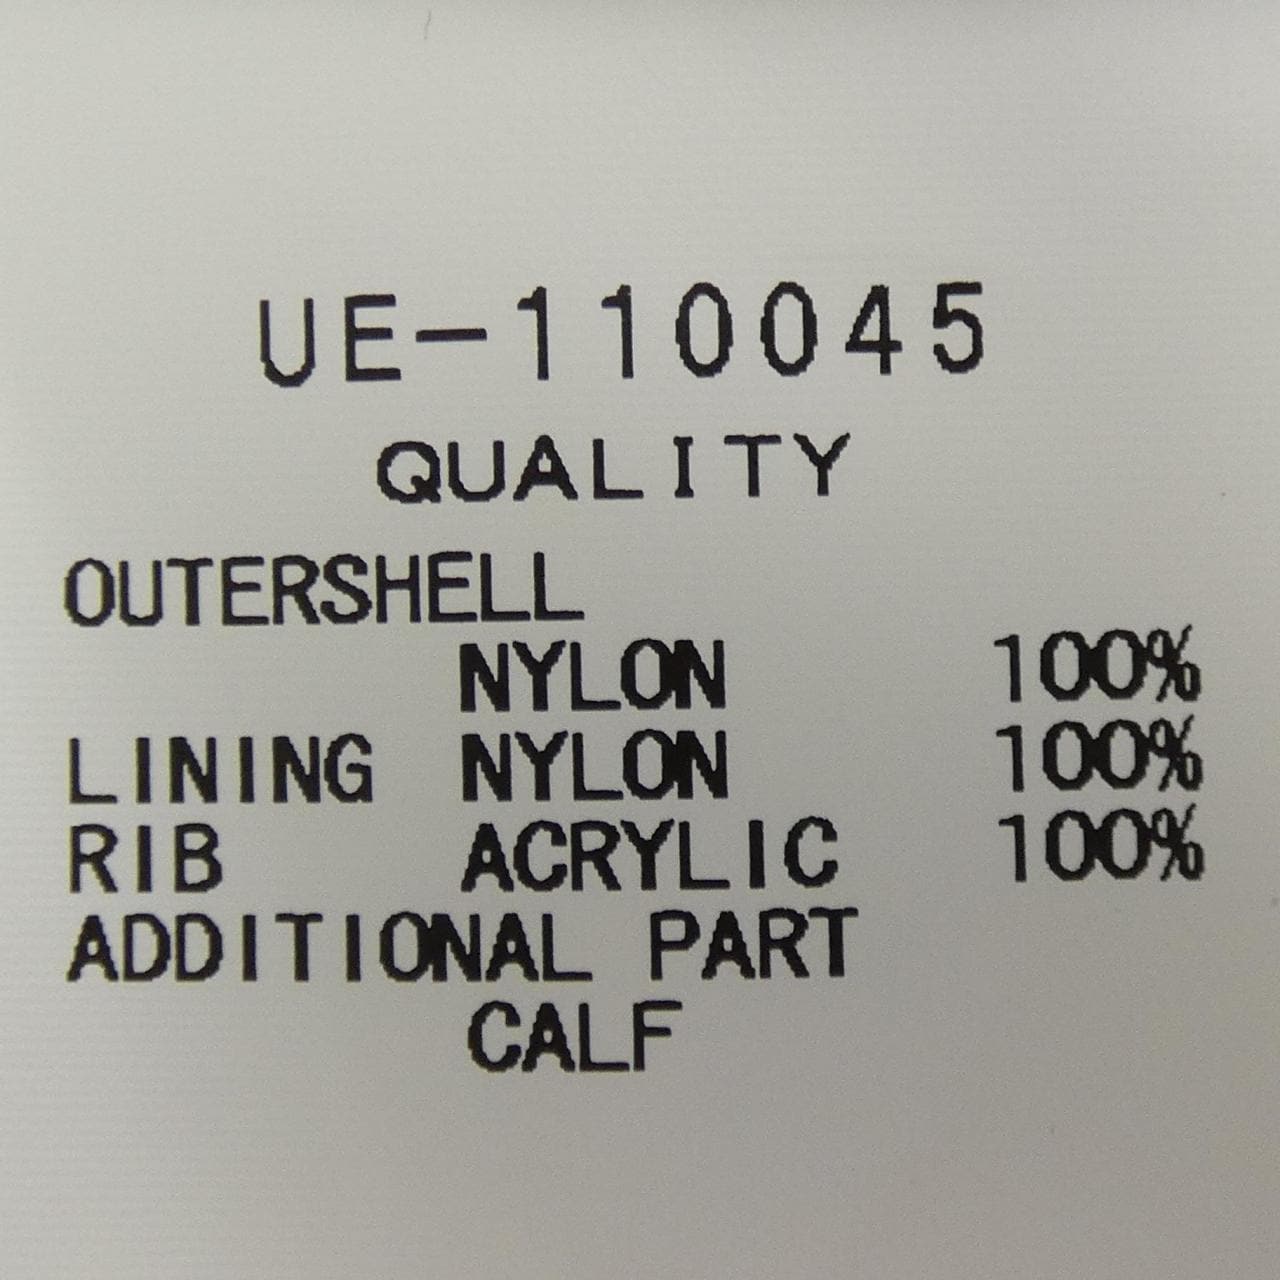 UE-110045
QUALITY
OUTERSHELL
NYLON 100%
LINING NYLON 100%
RIB ACRYLIC 100%
ADDITIONAL PART
CALF